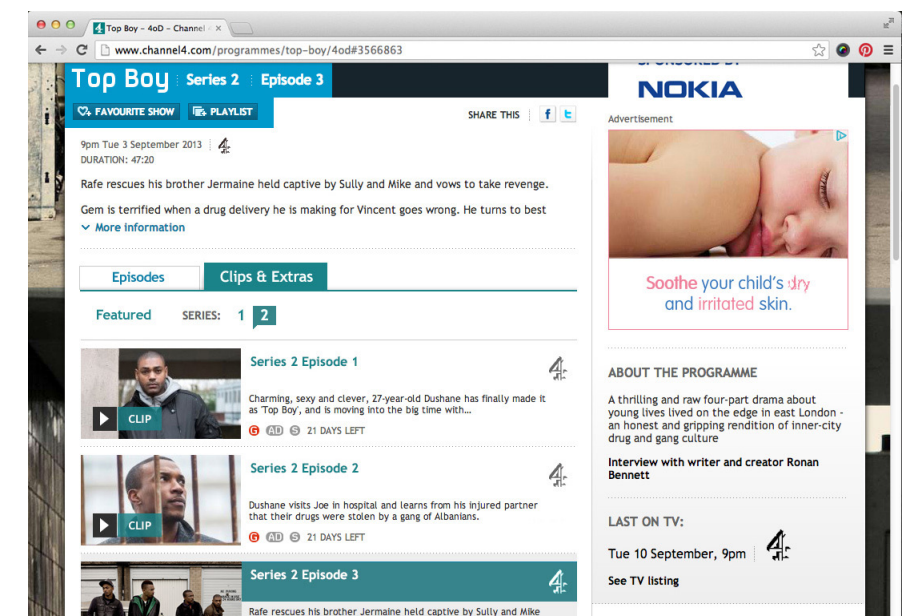 Top Boy - 4oD - Channel
www.channel4.com/programmes/top-boy/4od#3566863
Top Boy Series 2 Episode 3
FAVOURITE SHOW PLAYLIST
SHARE THIS
9pm Tue 3 September 2013
DURATION: 47:20
Rafe rescues his brother Jermaine held captive by Sully and Mike and vows to take revenge.
Gem is terrified when a drug delivery he is making for Vincent goes wrong. He turns to best
More information
Episodes Clips & Extras
Featured SERIES: 1 2
Series 2 Episode 1
Charming, sexy and clever, 27-year-old Dushane has finally made it
as 'Top Boy', and is moving into the big time with...
CLIP
G AD S 21 DAYS LEFT
Series 2 Episode 2
Dushane visits Joe in hospital and learns from his injured partner
that their drugs were stolen by a gang of Albanians.
CLIP
G AD S 21 DAYS LEFT
Series 2 Episode 3
Rafe rescues his brother Jermaine held captive by Sully and Mike
SPONSORED BY
NOKIA
Advertisement
Soothe your child's dry
and irritated skin.
ABOUT THE PROGRAMME
A thrilling and raw four-part drama about
young lives lived on the edge in east London -
an honest and gripping rendition of inner-city
drug and gang culture
Interview with writer and creator Ronan
Bennett
LAST ON TV:
Tue 10 September, 9pm
See TV listing